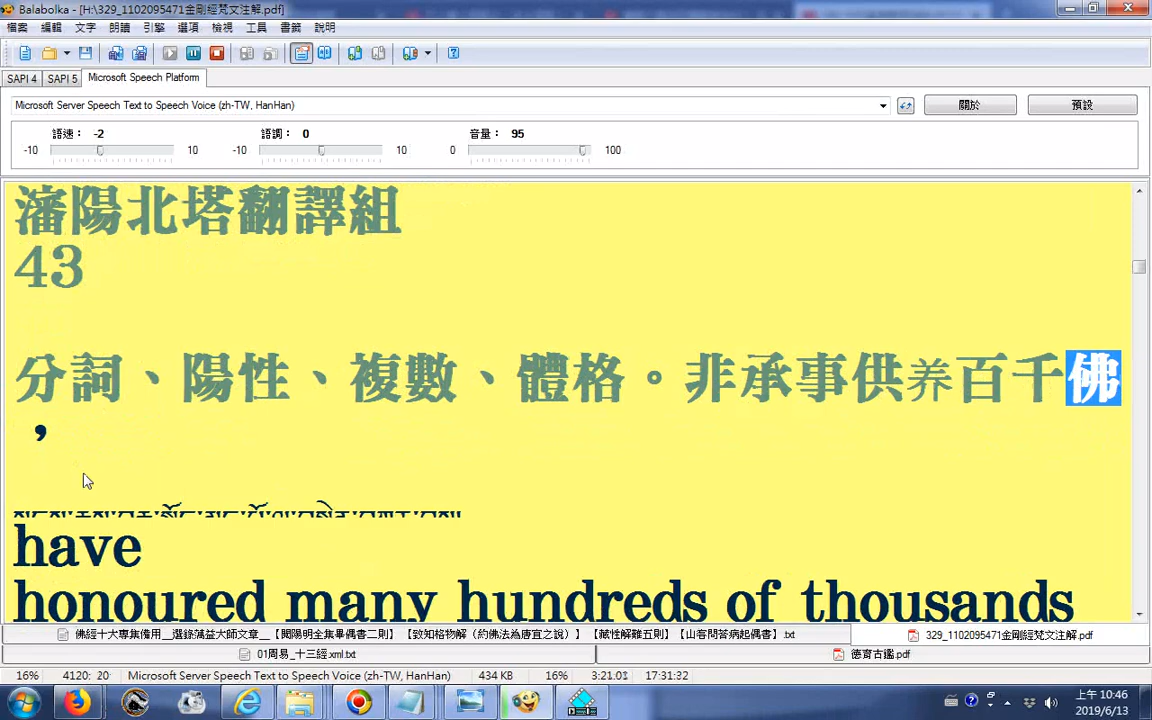 Balabolka - [H:\329_1102095471金剛經梵文注解.pdf]
檔案 編輯 文字 朗讀 引擎 選項 檢視 工具 書籤 說明
SAPI 4 SAPI 5 Microsoft Speech Platform
Microsoft Server Speech Text to Speech Voice (zh-TW, HanHan)
關於 預設
語速： -2 語調： 0 音量： 95
-10 10 -10 10 0 100
瀋陽北塔翻譯組
43
分詞、陽性、複數、體格。非承事供养百千佛
，
have
honoured many hundreds of thousands
佛經十大專集備用__選錄蕅益大師文章__【閱陽明全集畢偶書二則】 【致知格物解（約佛法為唐宜之說）】 【藏性解難五則】 【山客問答病起偶書】.txt
329_1102095471金剛經梵文注解.pdf
01周易_十三經.xml.txt
德育古鑑.pdf
16% 4120: 20 Microsoft Server Speech Text to Speech Voice (zh-TW, HanHan) 434 KB 16% 3:21:01 17:31:32
上午 10:46
2019/6/13